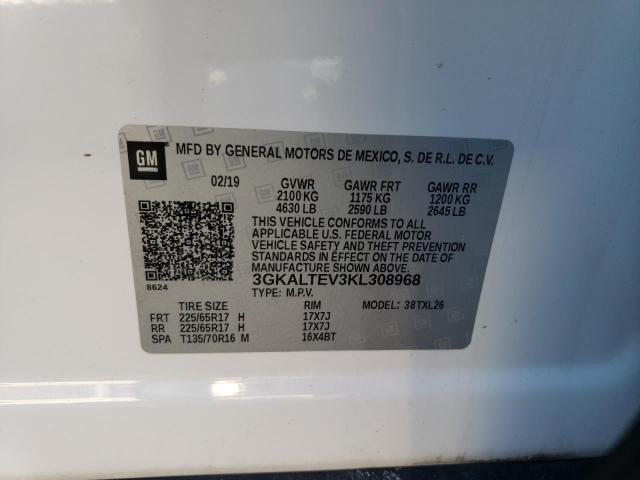 GM MFD BY GENERAL MOTORS DE MEXICO, S. DE R.L. DE C.V.
02/19 GVWR GAWR FRT GAWR RR
2100 KG 1175 KG 1200 KG
4630 LB 2590 LB 2645 LB
THIS VEHICLE CONFORMS TO ALL
APPLICABLE U.S. FEDERAL MOTOR
VEHICLE SAFETY AND THEFT PREVENTION
STANDARDS IN EFFECT ON THE DATE OF
MANUFACTURE SHOWN ABOVE.
3GKALTEV3KL308968
8624 TYPE: M.P.V.
TIRE SIZE RIM MODEL: 38TXL26
FRT 225/65R17 H 17X7J
RR 225/65R17 H 17X7J
SPA T135/70R16 M 16X4BT